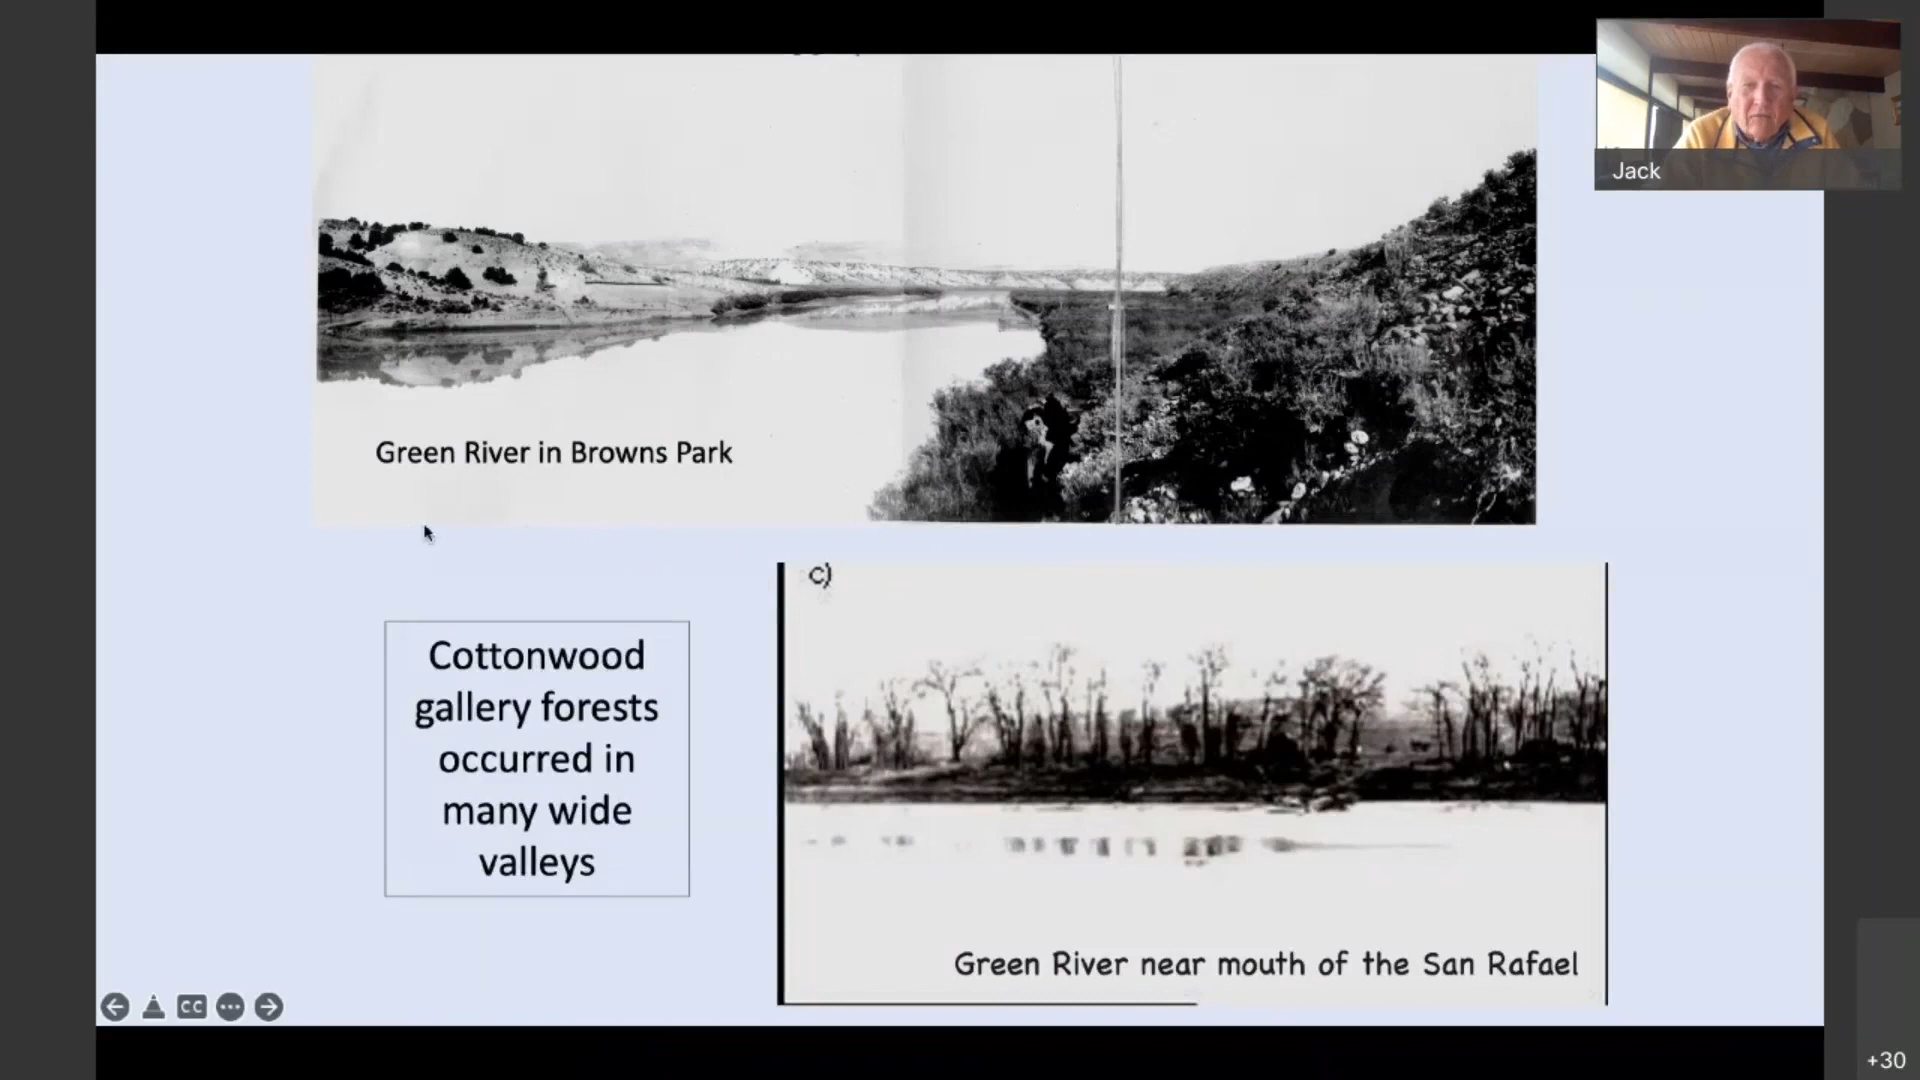 Jack
Green River in Browns Park
c)
Cottonwood
gallery forests
occurred in
many wide
valleys
Green River near mouth of the San Rafael
CC
+30